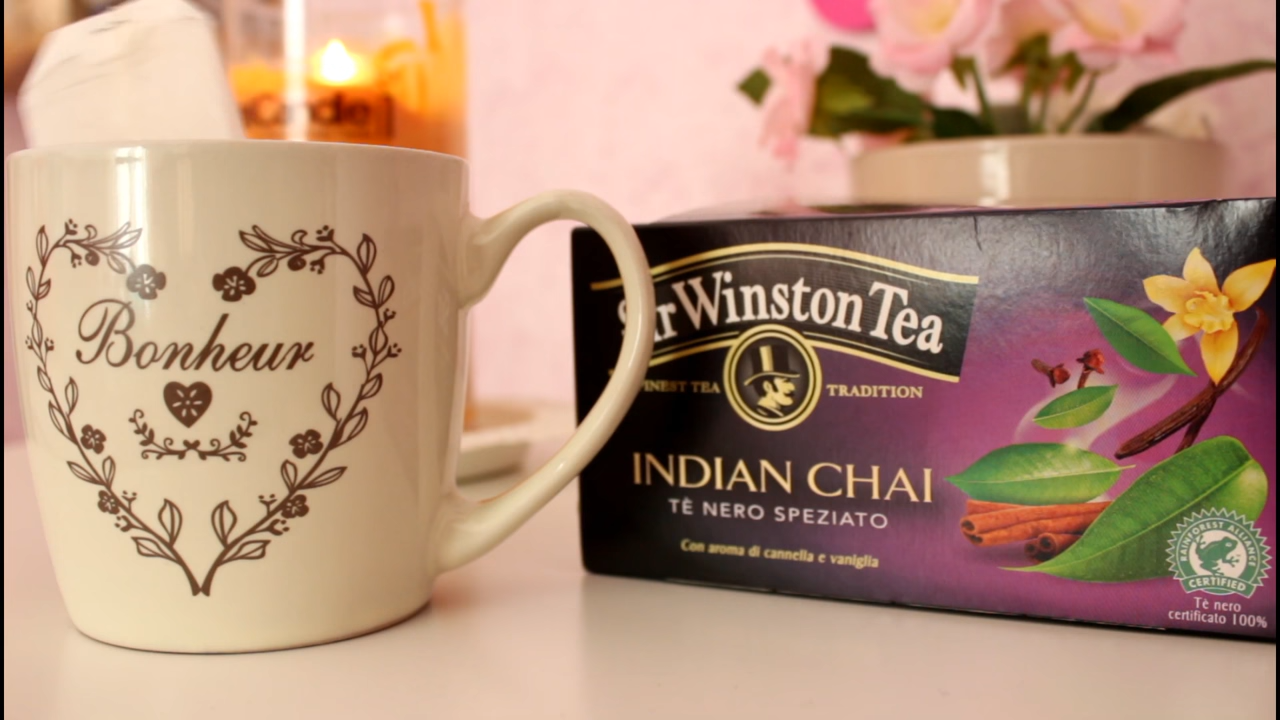 Bonheur
Candle
Sir Winston Tea
FINEST TEA TRADITION
INDIAN CHAI
TÈ NERO SPEZIATO
Con aroma di cannella e vaniglia
RAINFOREST ALLIANCE
CERTIFIED
Tè nero
certificato 100%